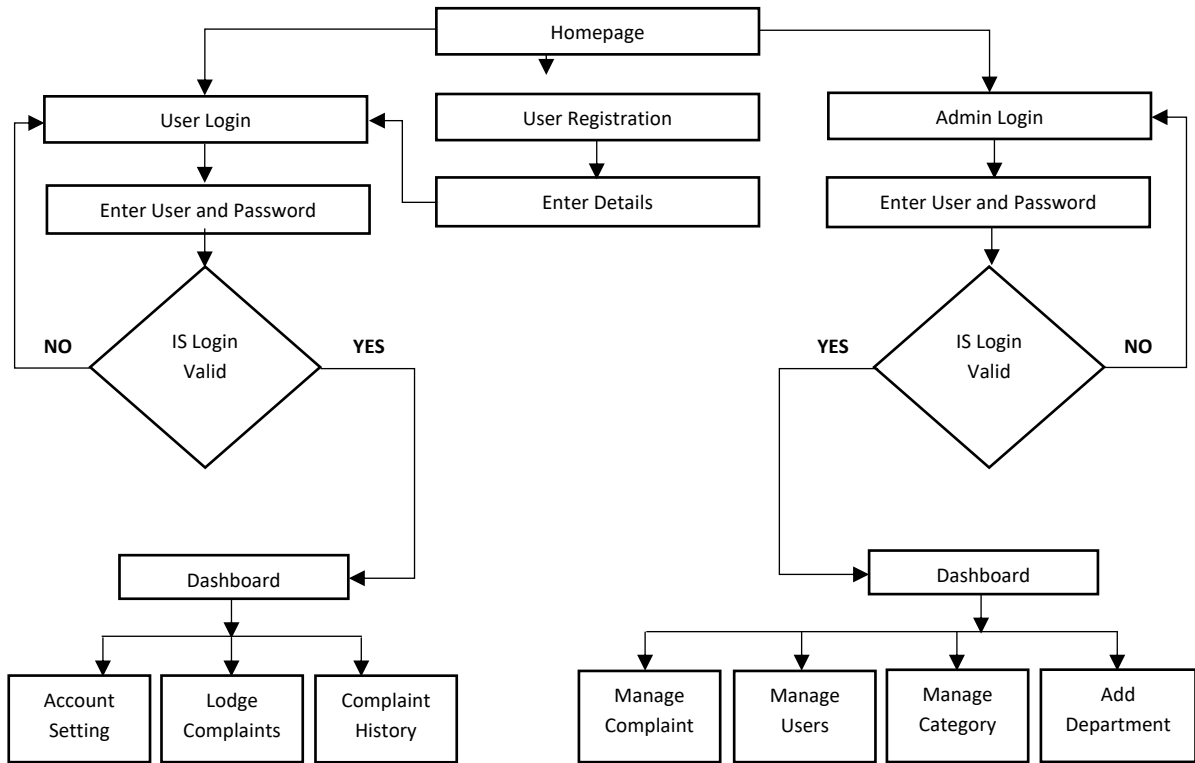 Homepage
User Login
User Registration
Admin Login
Enter User and Password
Enter Details
Enter User and Password
IS Login
Valid
NO
YES
IS Login
Valid
YES
NO
Dashboard
Dashboard
Account
Setting
Lodge
Complaints
Complaint
History
Manage
Complaint
Manage
Users
Manage
Category
Add
Department